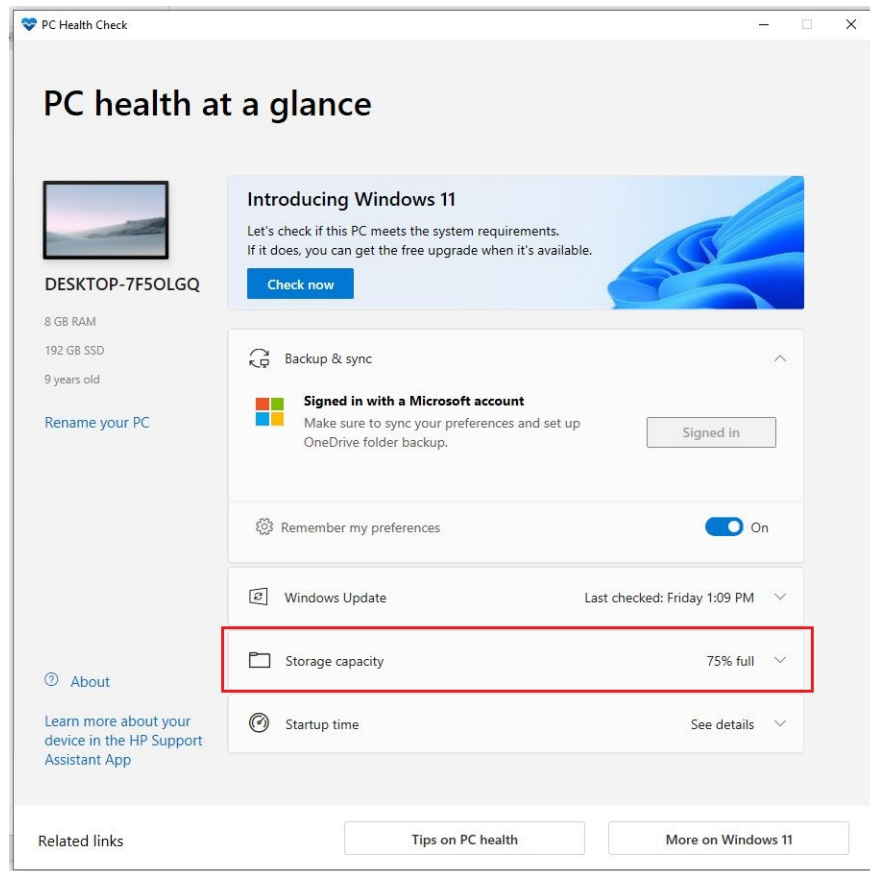 PC Health Check
PC health at a glance
DESKTOP-7F5OLGQ
8 GB RAM
192 GB SSD
9 years old
Rename your PC
Introducing Windows 11
Let's check if this PC meets the system requirements.
If it does, you can get the free upgrade when it's available.
Check now
Backup & sync
Signed in with a Microsoft account
Make sure to sync your preferences and set up
OneDrive folder backup.
Signed in
Remember my preferences
On
Windows Update
Last checked: Friday 1:09 PM
Storage capacity
75% full
Startup time
See details
About
Learn more about your
device in the HP Support
Assistant App
Related links
Tips on PC health
More on Windows 11